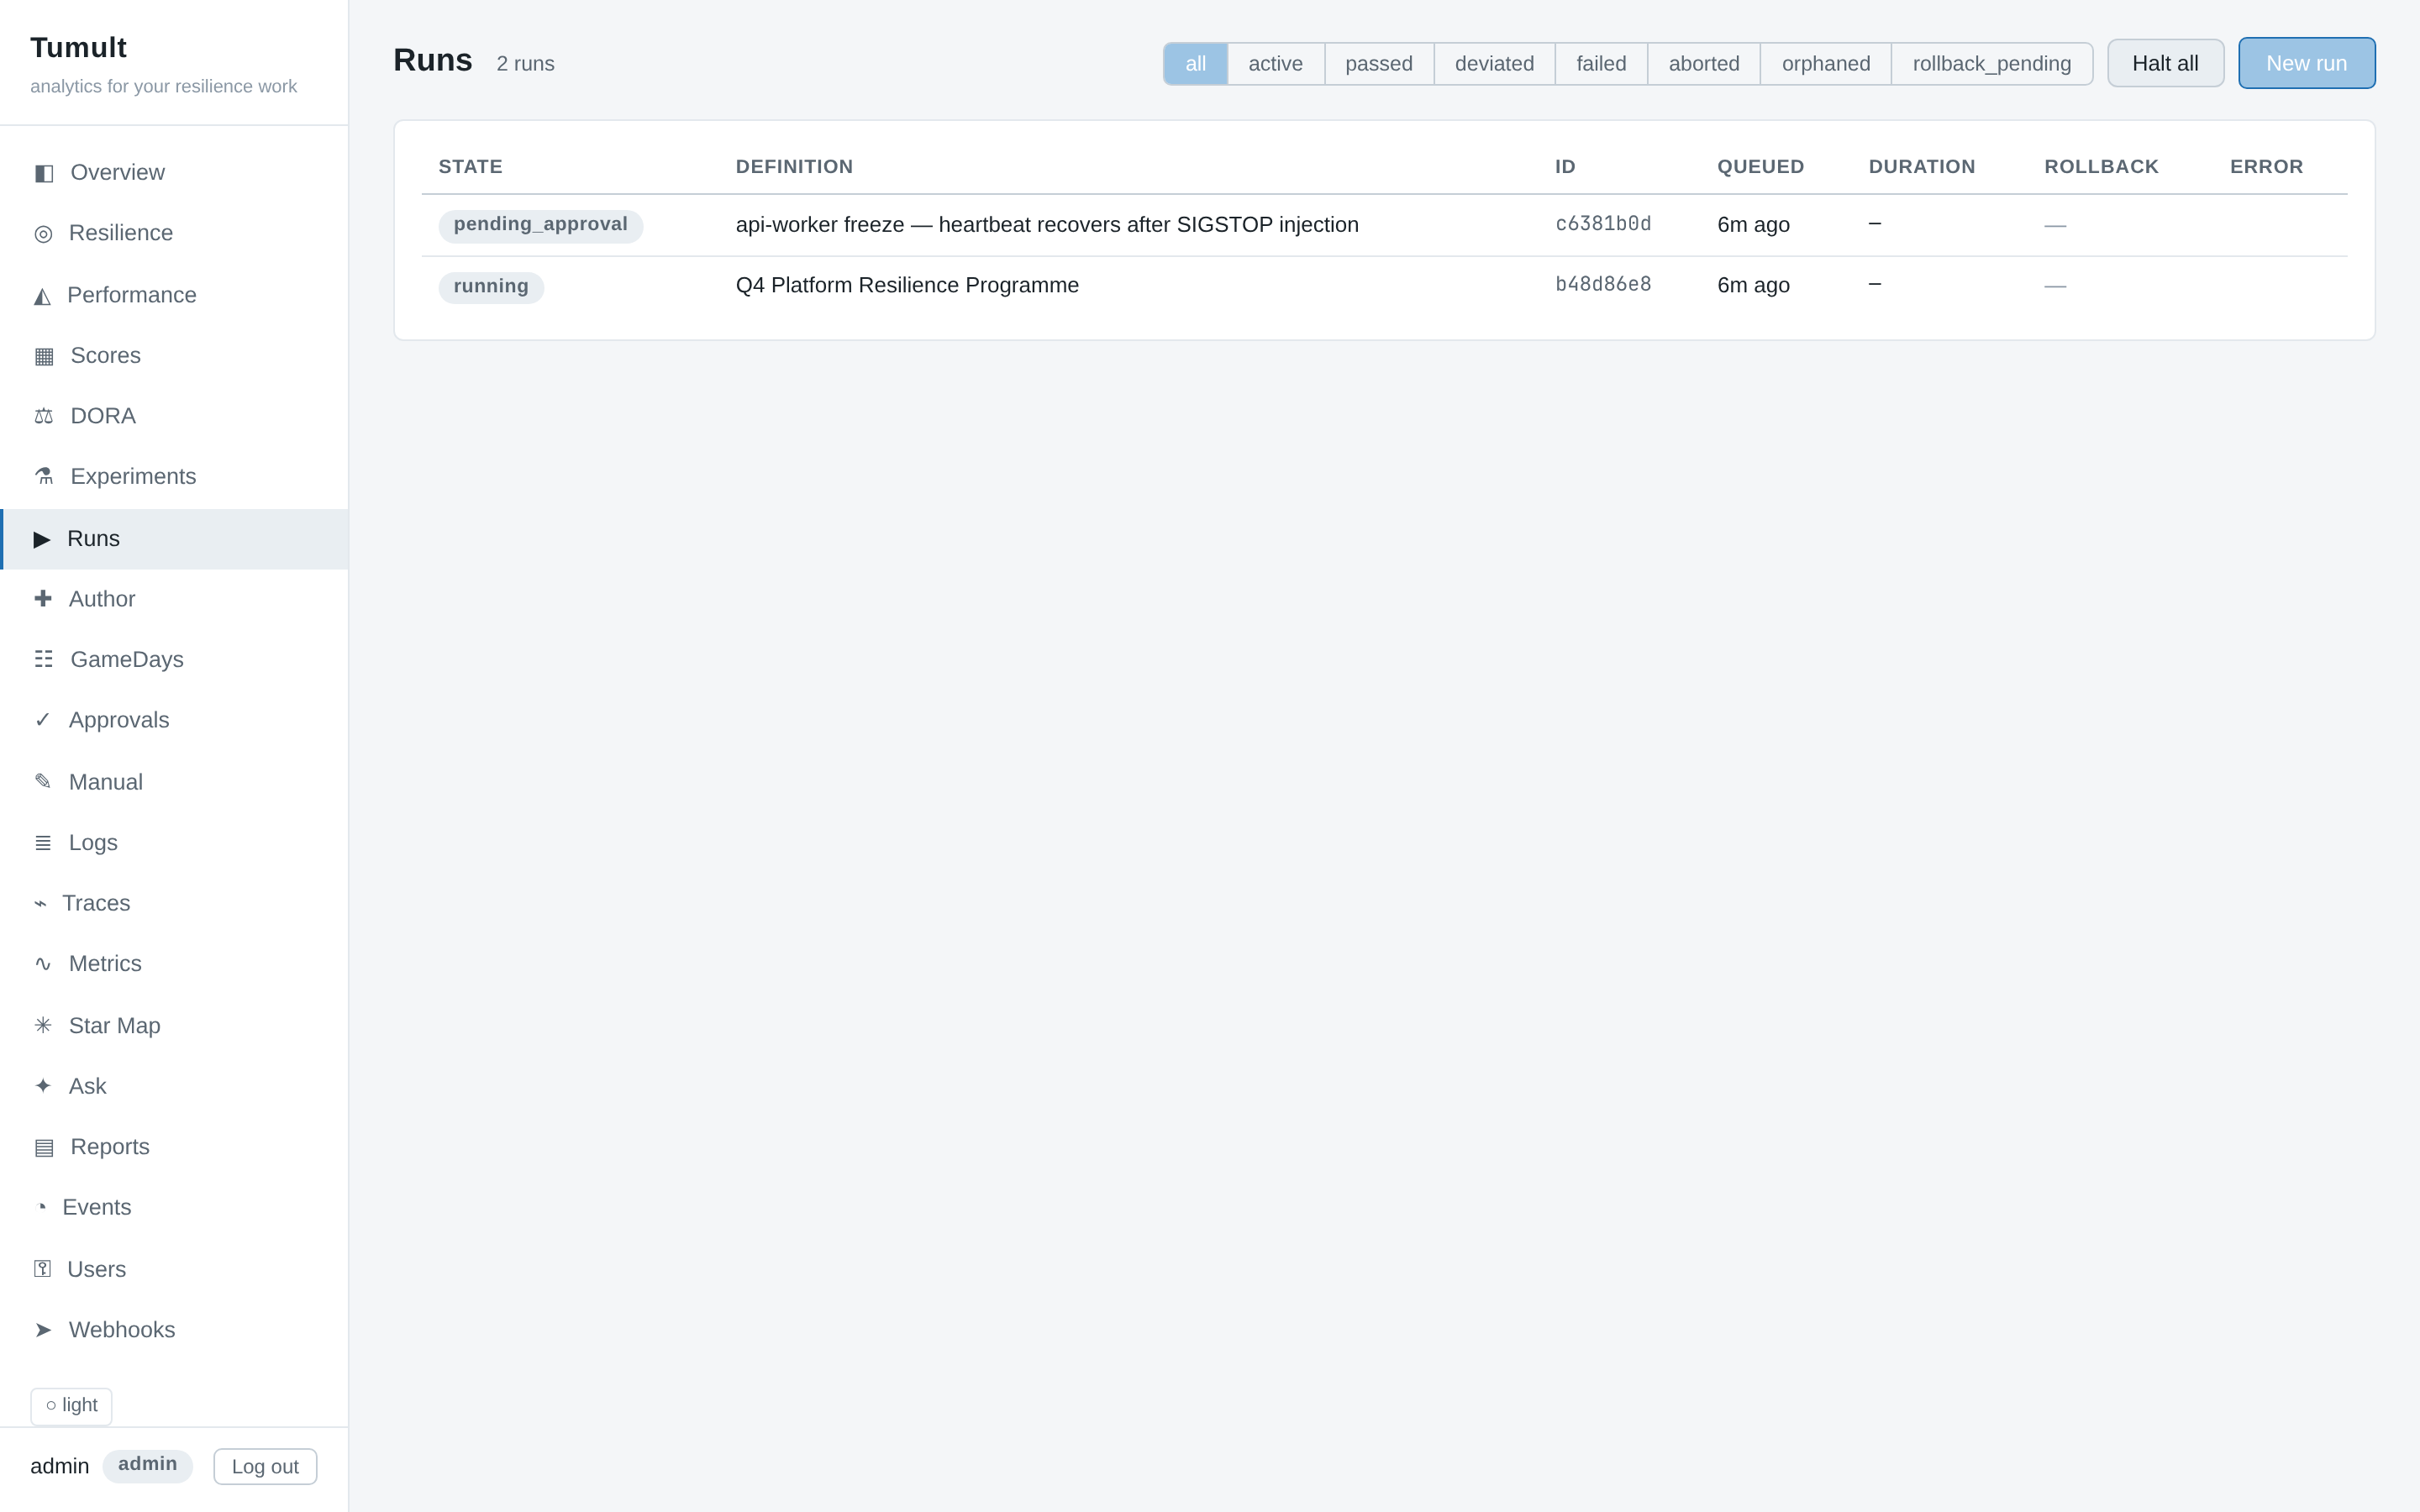 Tumult
analytics for your resilience work
Overview
Resilience
Performance
Scores
DORA
Experiments
Runs
Author
GameDays
Approvals
Manual
Logs
Traces
Metrics
Star Map
Ask
Reports
Events
Users
Webhooks
○ light
admin admin Log out
Runs 2 runs all active passed deviated failed aborted orphaned rollback_pending Halt all New run
STATE DEFINITION ID QUEUED DURATION ROLLBACK ERROR
pending_approval api-worker freeze — heartbeat recovers after SIGSTOP injection c6381b0d 6m ago – —
running Q4 Platform Resilience Programme b48d86e8 6m ago – —